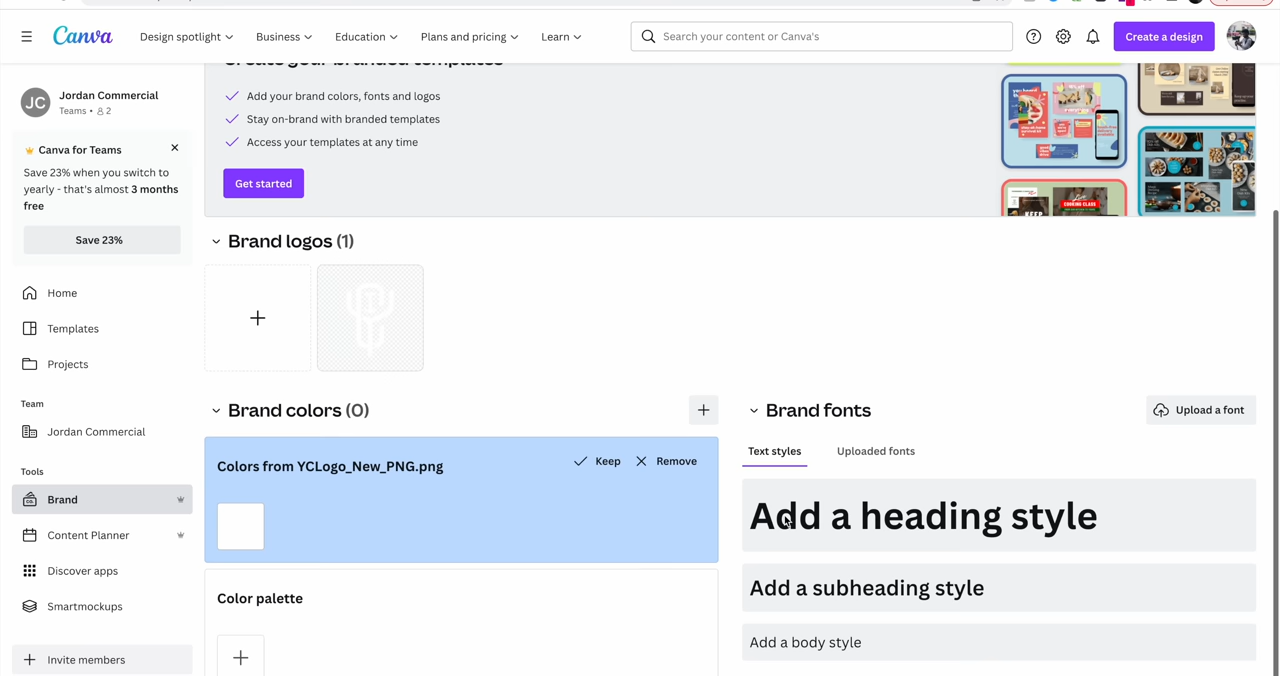 Canva
Design spotlight
Business
Education
Plans and pricing
Learn
Search your content or Canva's
Create a design
JC
Jordan Commercial
Teams • 2
Canva for Teams
Save 23% when you switch to
yearly - that's almost 3 months
free
Save 23%
Home
Templates
Projects
Team
Jordan Commercial
Tools
Brand
Content Planner
Discover apps
Smartmockups
Invite members
Create your branded templates
Add your brand colors, fonts and logos
Stay on-brand with branded templates
Access your templates at any time
Get started
Brand logos (1)
Brand colors (0)
Colors from YCLogo_New_PNG.png
Keep
Remove
Color palette
Brand fonts
Upload a font
Text styles
Uploaded fonts
Add a heading style
Add a subheading style
Add a body style